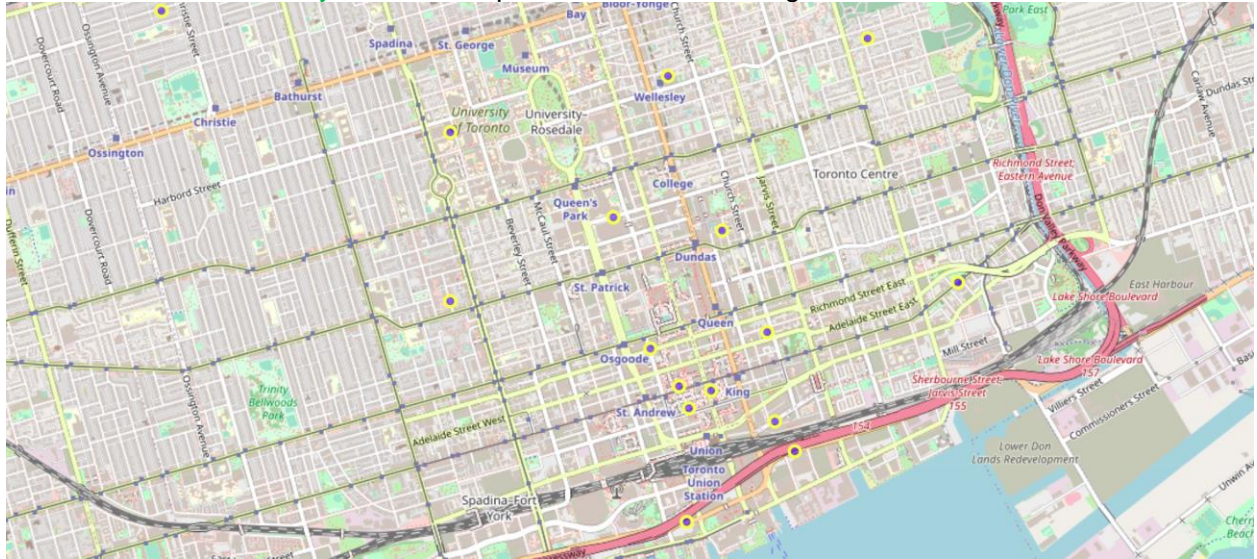 Bay
Bloor-Yonge
Park East
Spadina
St. George
Museum
Church Street
Christie Street
Ossington Avenue
Dovercourt Road
Bathurst
Wellesley
Carlaw Avenue
Dundas St
University
of Toronto
University-
Rosedale
Christie
Ossington
Richmond Street;
Eastern Avenue
Toronto Centre
College
Harbord Street
Queen's
Park
McCaul Street
Beverley Street
Church Street
Jarvis Street
Don Valley Parkway
Dovercourt Road
Dufferin Street
Dundas
St. Patrick
Richmond Street East
Adelaide Street East
Lake Shore Boulevard
East Harbour
Queen
Osgoode
Mill Street
Lake Shore Boulevard
157
Trinity
Bellwoods
Park
Ossington Avenue
King
St. Andrew
Sherbourne Street;
Jarvis Street
155
Villiers Street
Commissioners Street
Adelaide Street West
154
Union
Toronto
Union
Station
Lower Don
Lands Redevelopment
Spadina-Fort
York
Unwin Av
Cherr
Beach